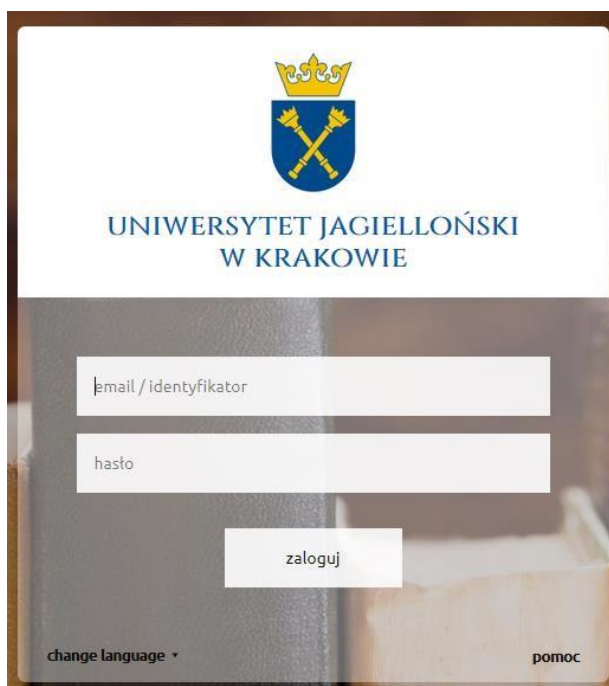 UNIWERSYTET JAGIELLOŃSKI
W KRAKOWIE
email / identyfikator
hasło
zaloguj
change language
pomoc